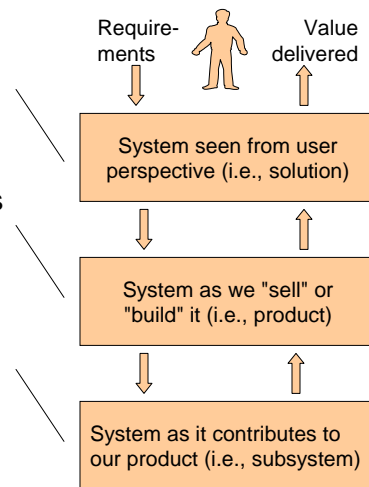 Require-
ments
Value
delivered
System seen from user
perspective (i.e., solution)
s
System as we "sell" or
"build" it (i.e., product)
System as it contributes to
our product (i.e., subsystem)